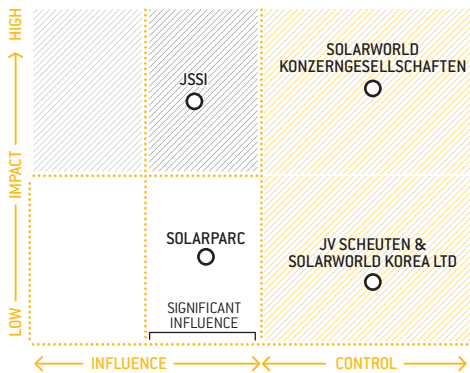 HIGH
IMPACT
LOW
JSSI
SOLARWORLD
KONZERNGESELLSCHAFTEN
SOLARPARC
JV SCHEUTEN &
SOLARWORLD KOREA LTD
SIGNIFICANT
INFLUENCE
INFLUENCE
CONTROL